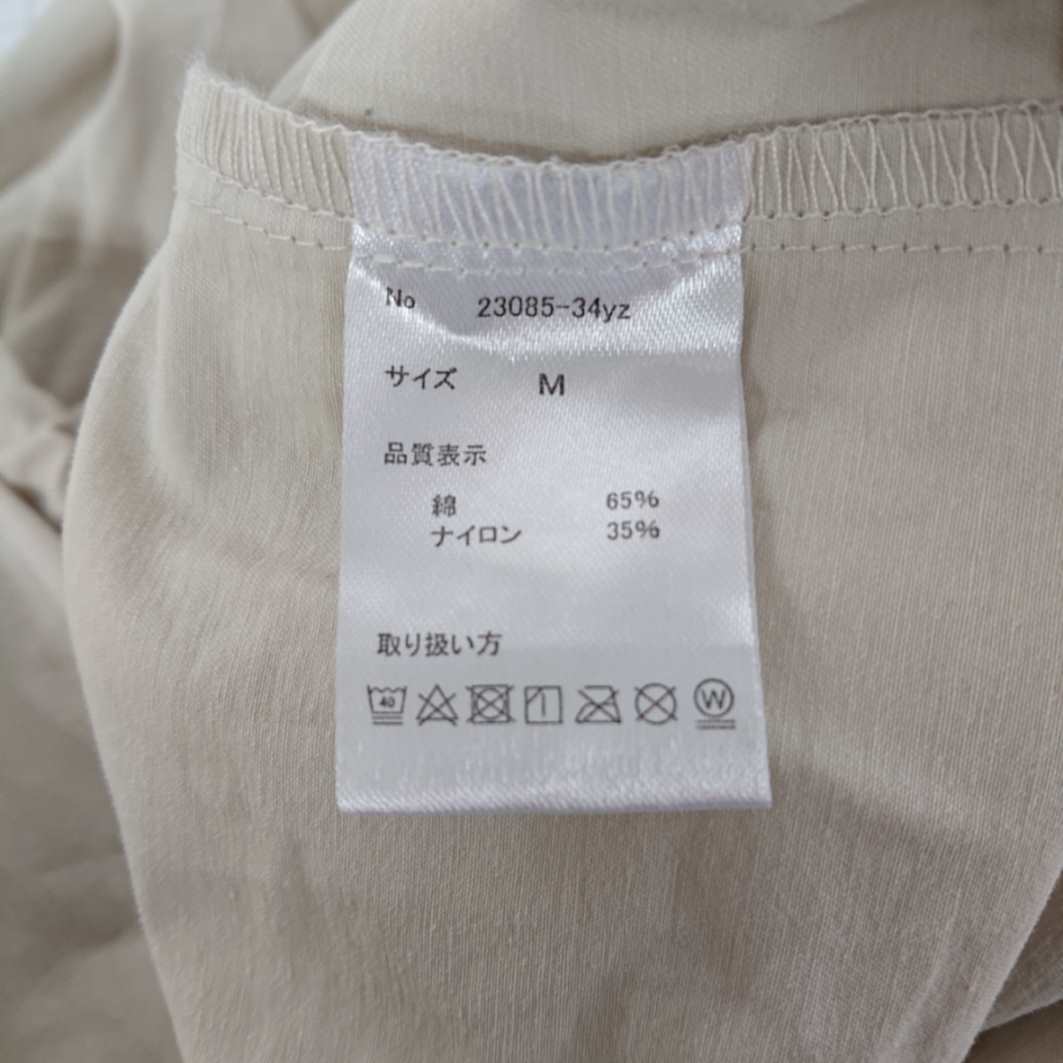 No 23085-34yz
サイズ M
品質表示
綿 65%
ナイロン 35%
取り扱い方
40 W